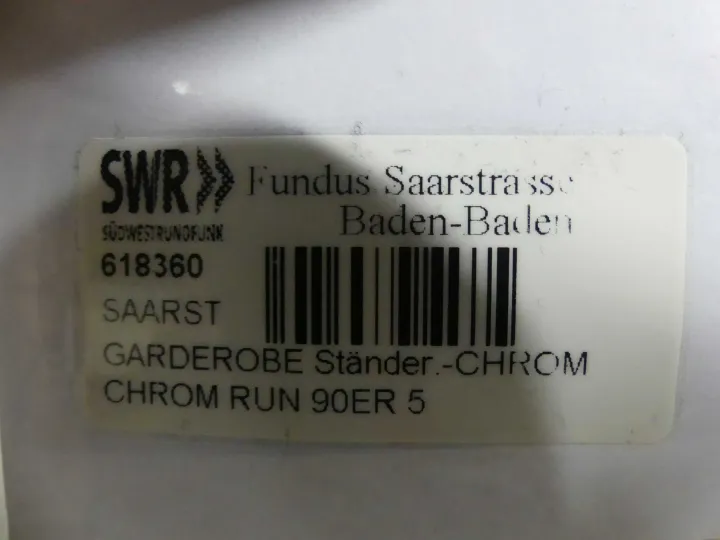 SWR» Fundus Saarstrasse
SÜDWESTRUNDFUNK Baden-Baden
618360
SAARST
GARDEROBE Ständer.-CHROM
CHROM RUN 90ER 5